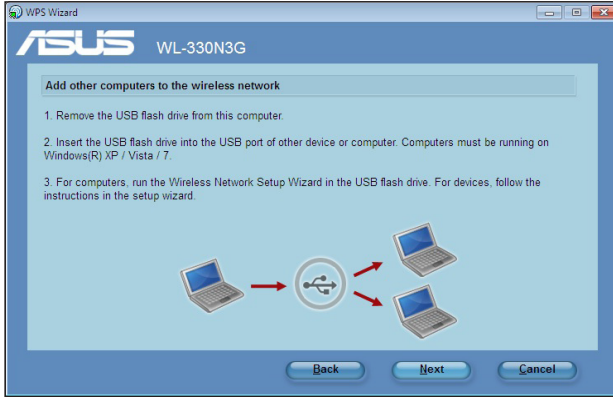 WPS Wizard
ASUS WL-330N3G
Add other computers to the wireless network
1. Remove the USB flash drive from this computer.
2. Insert the USB flash drive into the USB port of other device or computer. Computers must be running on
Windows(R) XP / Vista / 7.
3. For computers, run the Wireless Network Setup Wizard in the USB flash drive. For devices, follow the
instructions in the setup wizard.
Back Next Cancel